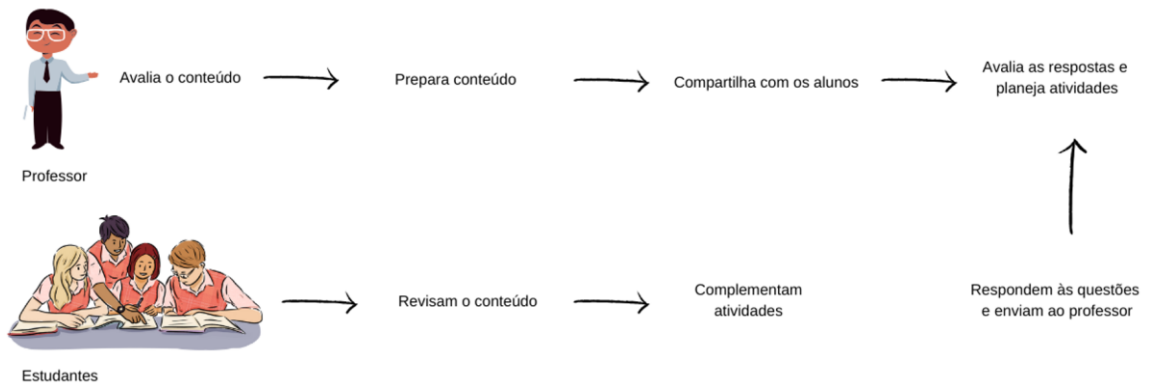 Avalia o conteúdo
Prepara conteúdo
Compartilha com os alunos
Avalia as respostas e
planeja atividades
Professor
Revisam o conteúdo
Complementam
atividades
Respondem às questões
e enviam ao professor
Estudantes